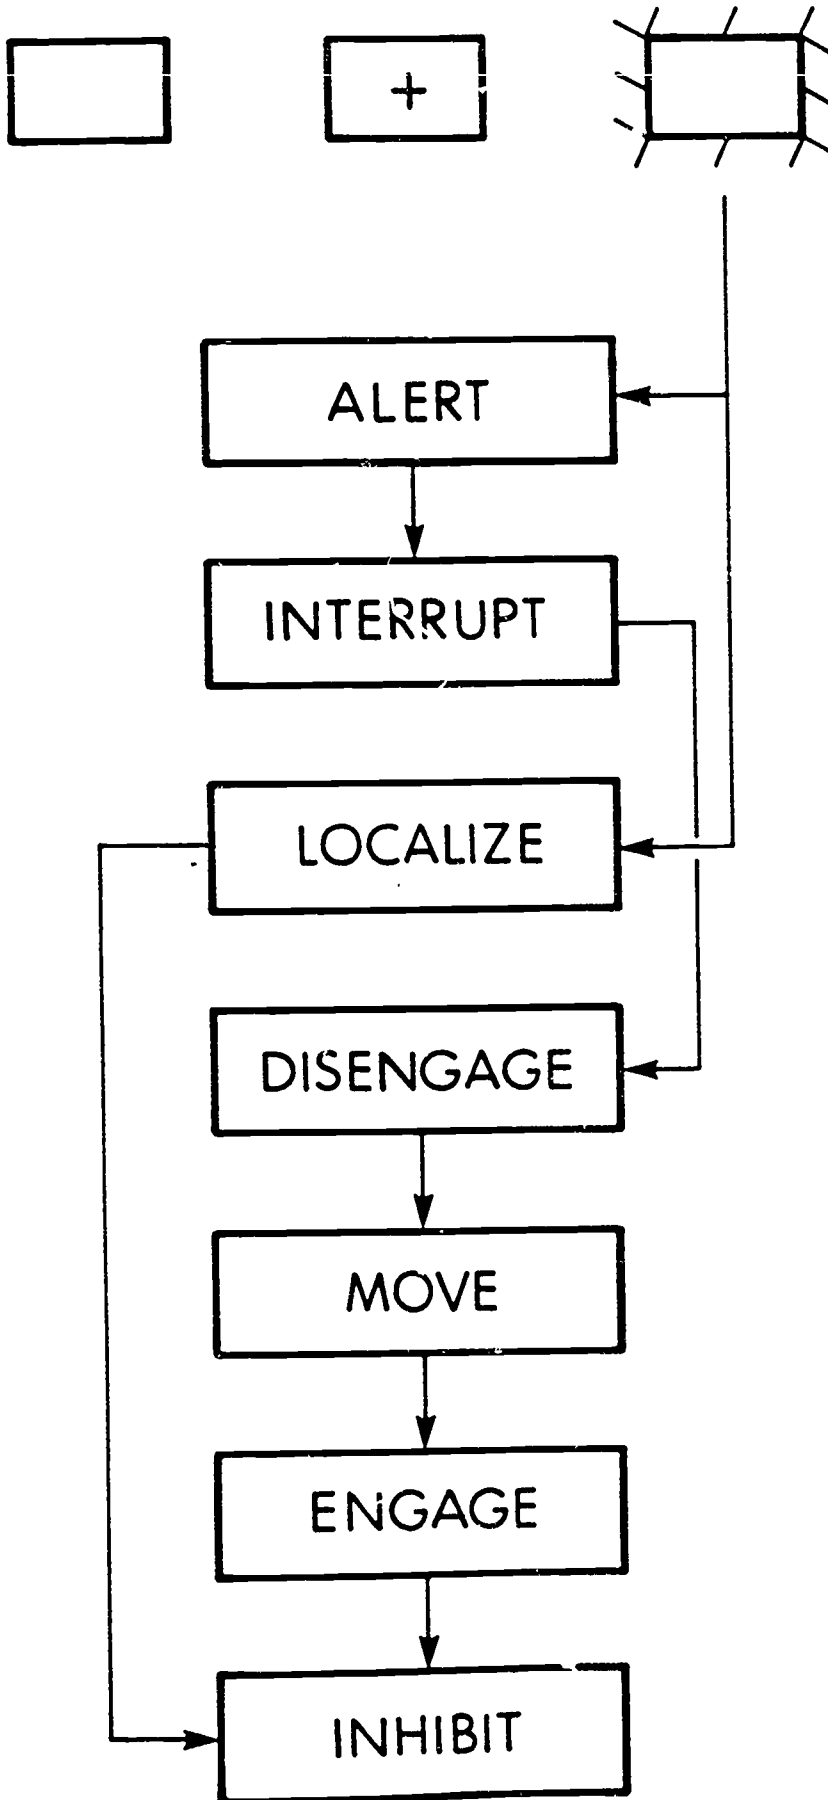 +
ALERT
INTERRUPT
LOCALIZE
DISENGAGE
MOVE
ENGAGE
INHIBIT